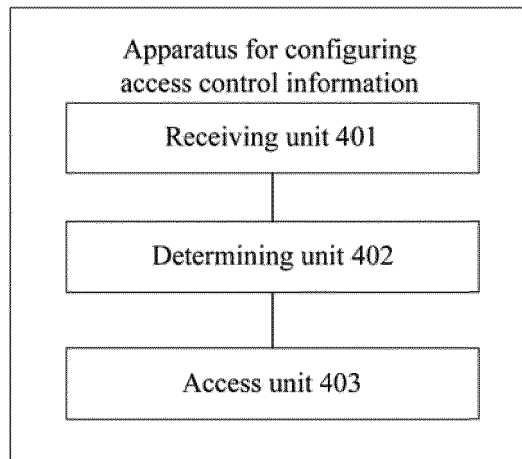 Apparatus for configuring
access control information
Receiving unit 401
Determining unit 402
Access unit 403